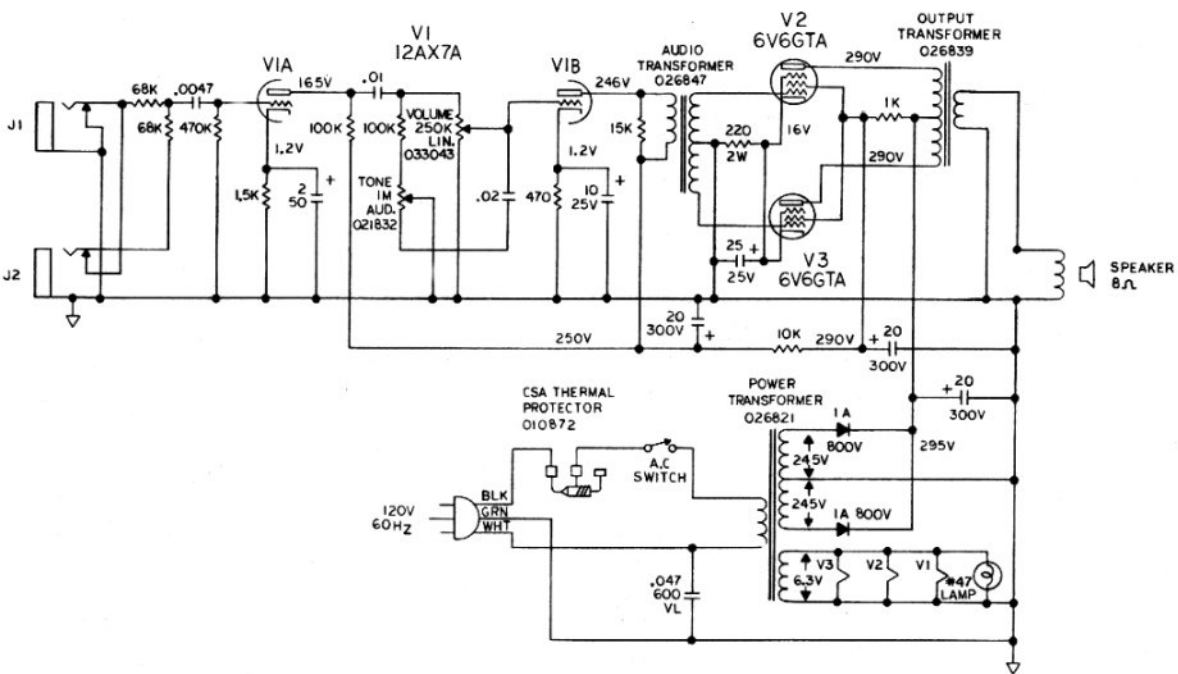 OUTPUT
TRANSFORMER
026839
V2
6V6GTA
V1
12AX7A
AUDIO
TRANSFORMER
026847
V1A
165V
.01
V1B
246V
290V
68K
.0047
J1
68K
470K
100K
100K
VOLUME
250K
LIN.
033043
15K
220
2W
16V
1K
290V
1.2V
1.2V
1.5K
2
50
+
TONE
1M
AUD.
021832
.02
470
10
25V
+
25
25V
+
V3
6V6GTA
J2
SPEAKER
8Ω
20
300V
+
250V
10K
290V
+
20
300V
CSA THERMAL
PROTECTOR
010872
POWER
TRANSFORMER
026821
1A
800V
+
20
300V
295V
245V
A.C
SWITCH
245V
1A 800V
120V
60HZ
BLK
GRN
WHT
6.3V
V3
V2
V1
#47
LAMP
.047
600
VL